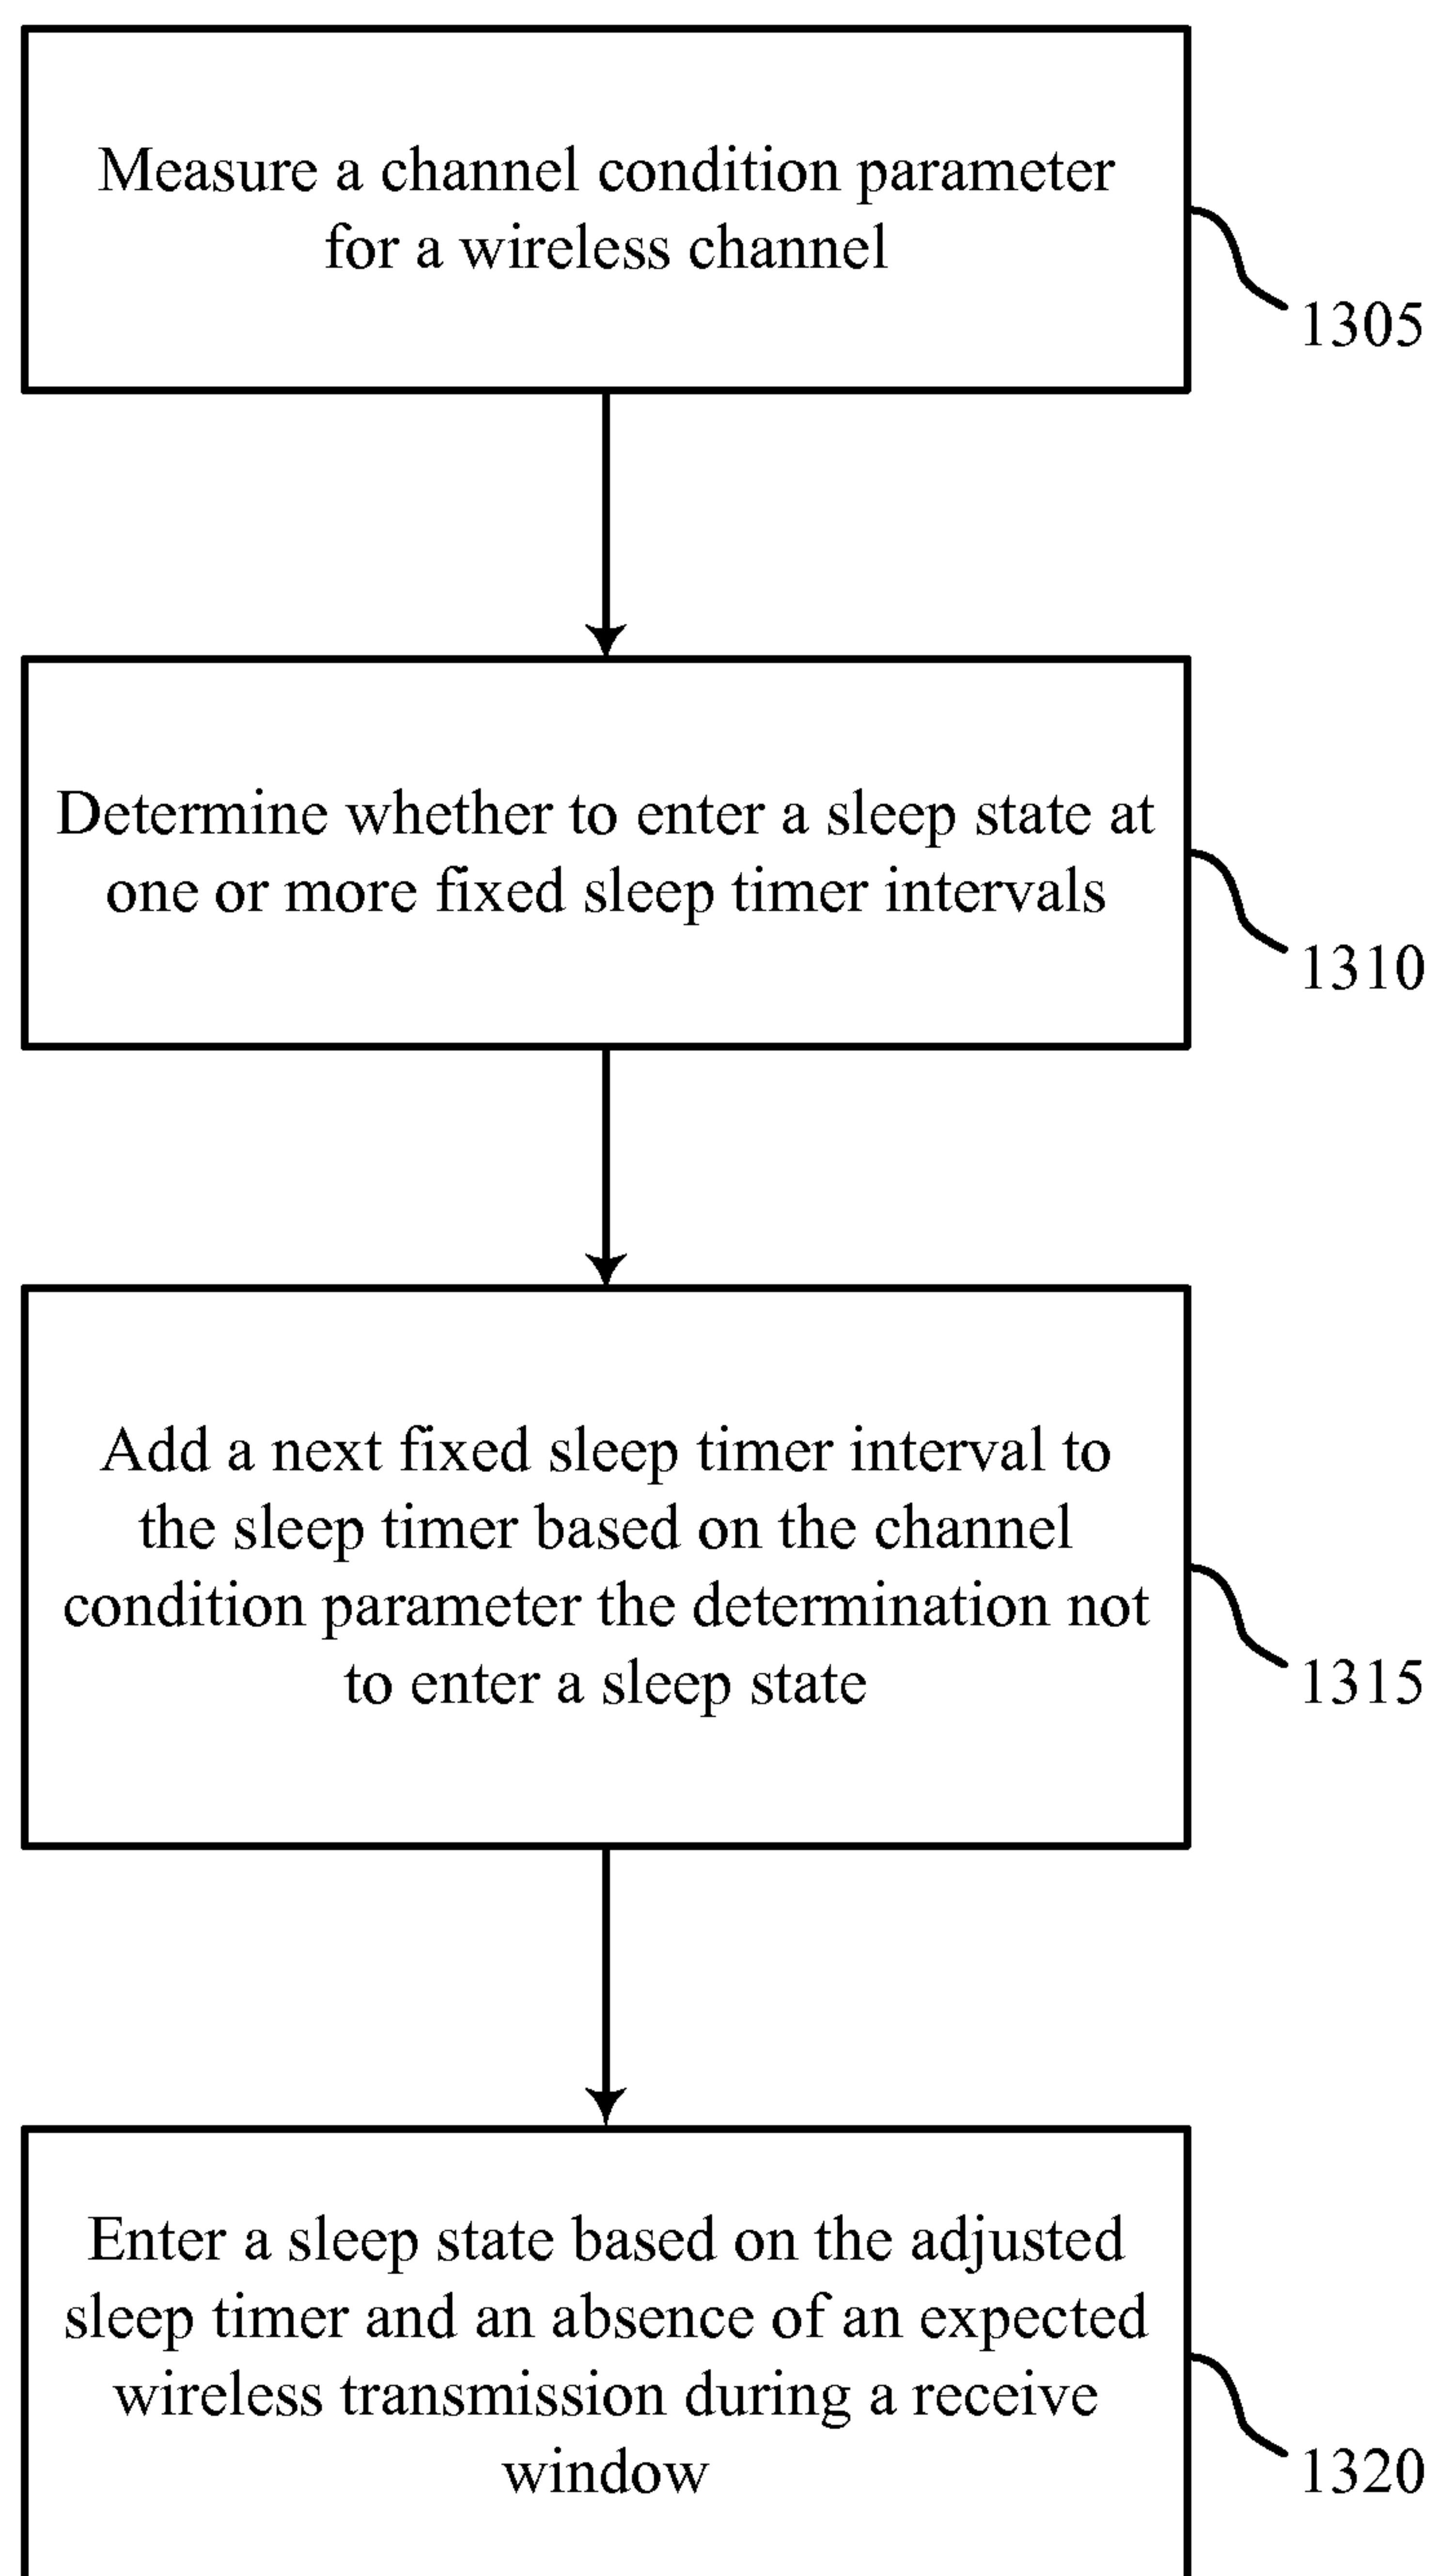 Measure a channel condition parameter
for a wireless channel
1305
Determine whether to enter a sleep state at
one or more fixed sleep timer intervals
1310
Add a next fixed sleep timer interval to
the sleep timer based on the channel
condition parameter the determination not
to enter a sleep state
1315
Enter a sleep state based on the adjusted
sleep timer and an absence of an expected
wireless transmission during a receive
window
1320